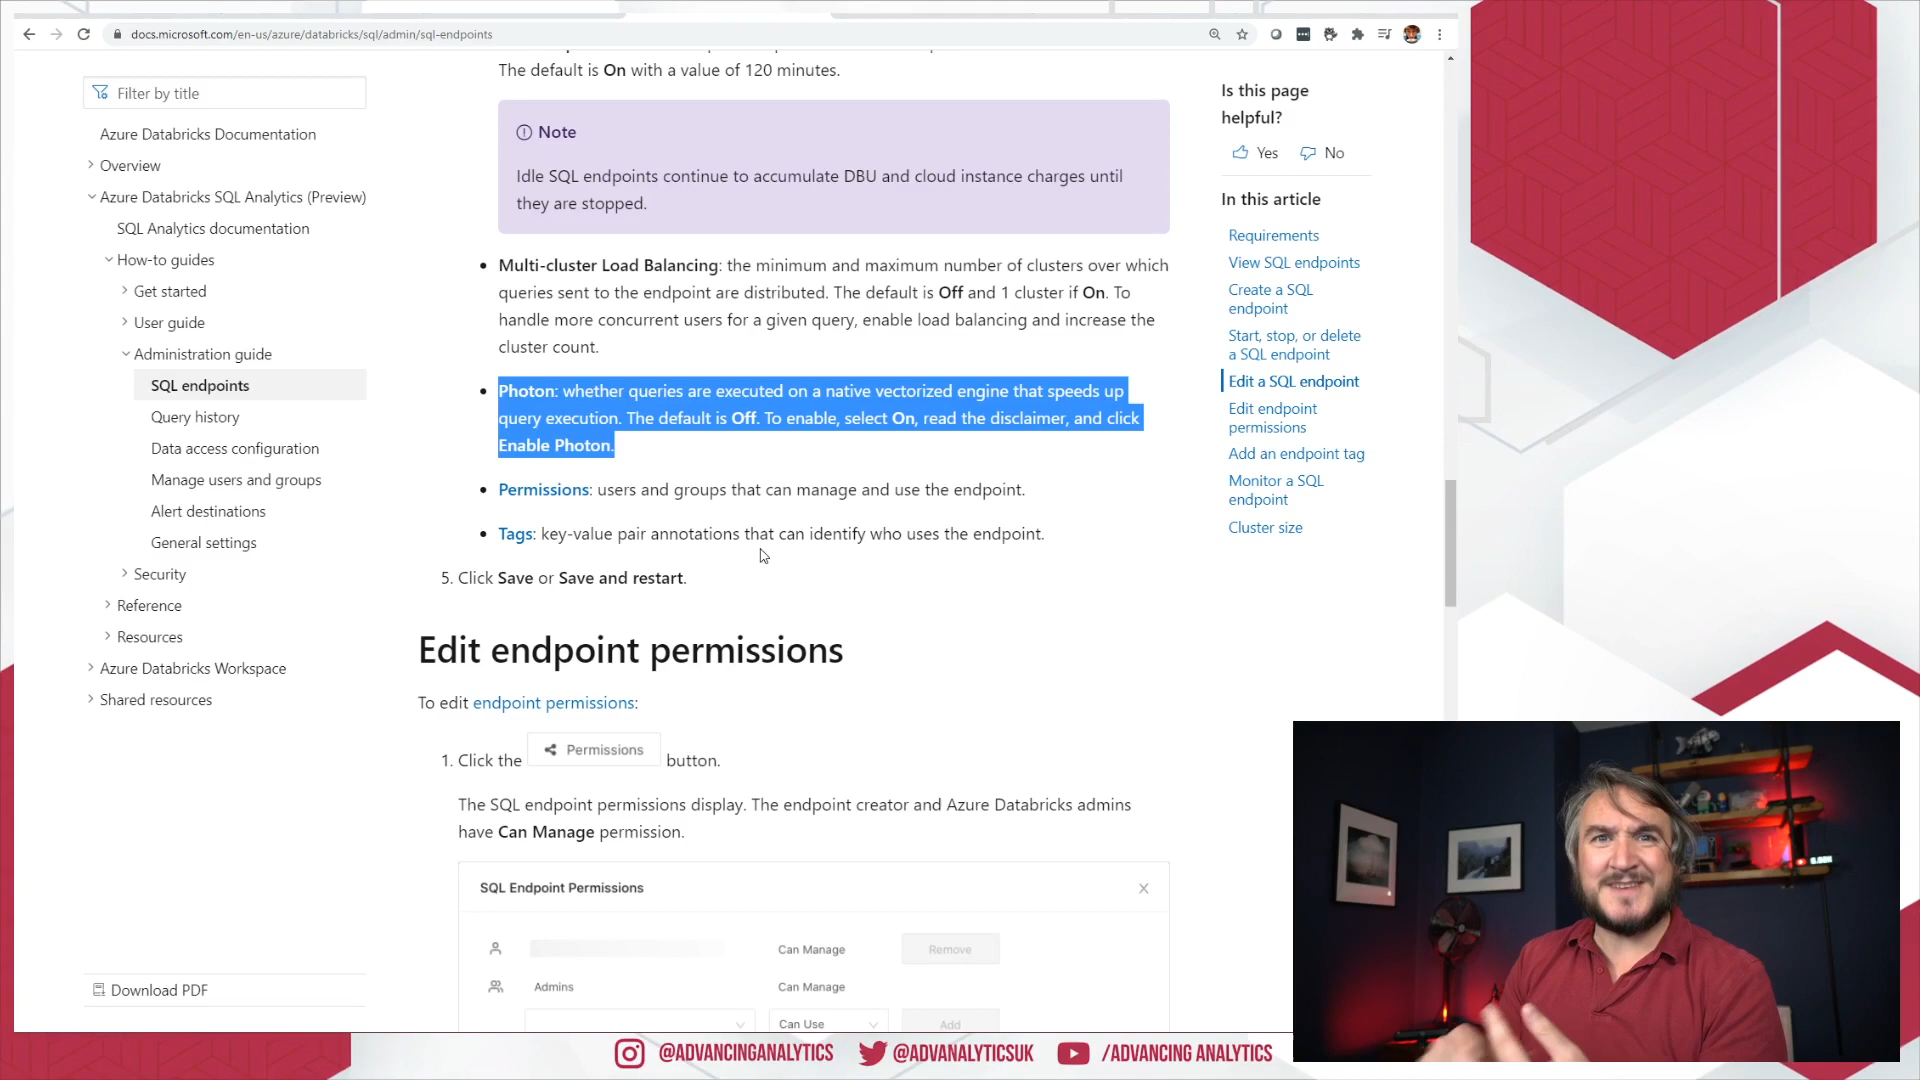 docs.microsoft.com/en-us/azure/databricks/sql/admin/sql-endpoints
Filter by title
Azure Databricks Documentation
Overview
Azure Databricks SQL Analytics (Preview)
SQL Analytics documentation
How-to guides
Get started
User guide
Administration guide
SQL endpoints
Query history
Data access configuration
Manage users and groups
Alert destinations
General settings
Security
Reference
Resources
Azure Databricks Workspace
Shared resources
Download PDF
The default is On with a value of 120 minutes.
Note
Idle SQL endpoints continue to accumulate DBU and cloud instance charges until
they are stopped.
• Multi-cluster Load Balancing: the minimum and maximum number of clusters over which
queries sent to the endpoint are distributed. The default is Off and 1 cluster if On. To
handle more concurrent users for a given query, enable load balancing and increase the
cluster count.
• Photon: whether queries are executed on a native vectorized engine that speeds up
query execution. The default is Off. To enable, select On, read the disclaimer, and click
Enable Photon.
• Permissions: users and groups that can manage and use the endpoint.
• Tags: key-value pair annotations that can identify who uses the endpoint.
5. Click Save or Save and restart.
Edit endpoint permissions
To edit endpoint permissions:
1. Click the Permissions button.
The SQL endpoint permissions display. The endpoint creator and Azure Databricks admins
have Can Manage permission.
SQL Endpoint Permissions
Can Manage Remove
Admins Can Manage
Can Use Add
Is this page
helpful?
Yes No
In this article
Requirements
View SQL endpoints
Create a SQL
endpoint
Start, stop, or delete
a SQL endpoint
Edit a SQL endpoint
Edit endpoint
permissions
Add an endpoint tag
Monitor a SQL
endpoint
Cluster size
@ADVANCINGANALYTICS @ADVANALYTICSUK /ADVANCING ANALYTICS